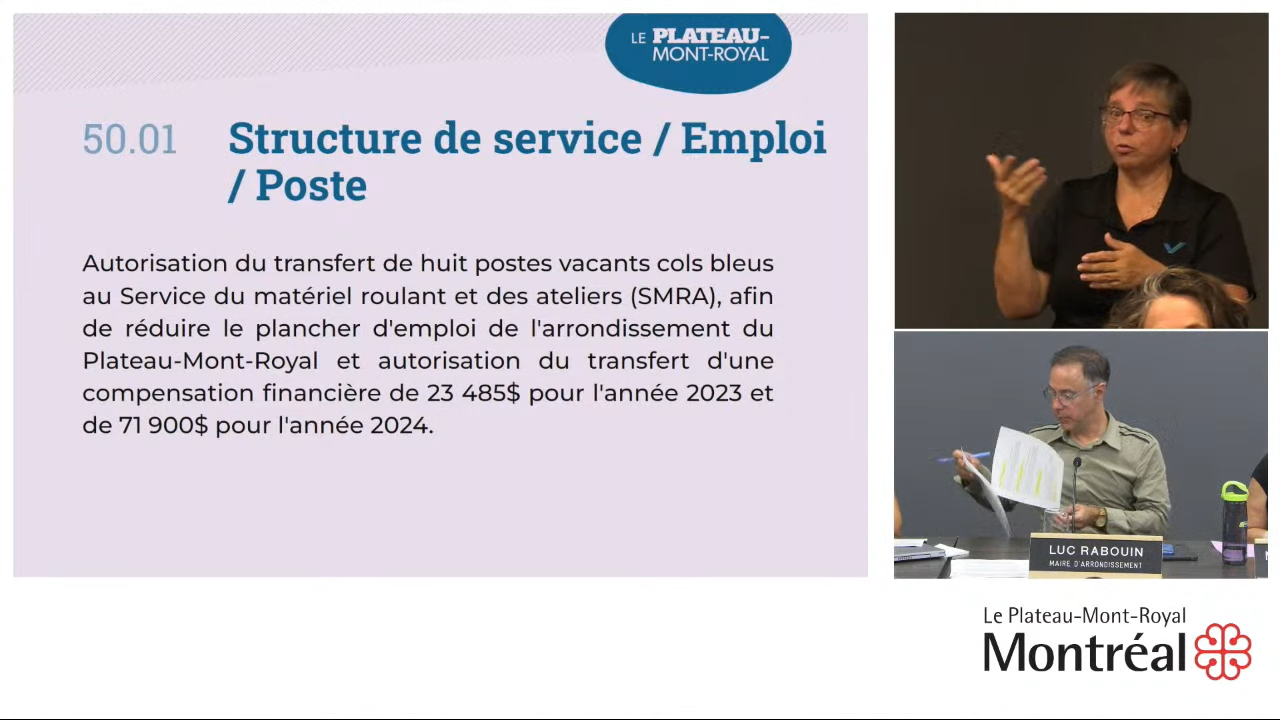 LE PLATEAU-
MONT-ROYAL
50.01
Structure de service / Emploi
/ Poste
Autorisation du transfert de huit postes vacants cols bleus
au Service du matériel roulant et des ateliers (SMRA), afin
de réduire le plancher d'emploi de l'arrondissement du
Plateau-Mont-Royal et autorisation du transfert d'une
compensation financière de 23 485$ pour l'année 2023 et
de 71 900$ pour l'année 2024.
LUC RABOUIN
MAIRE D'ARRONDISSEMENT
Le Plateau-Mont-Royal
Montréal